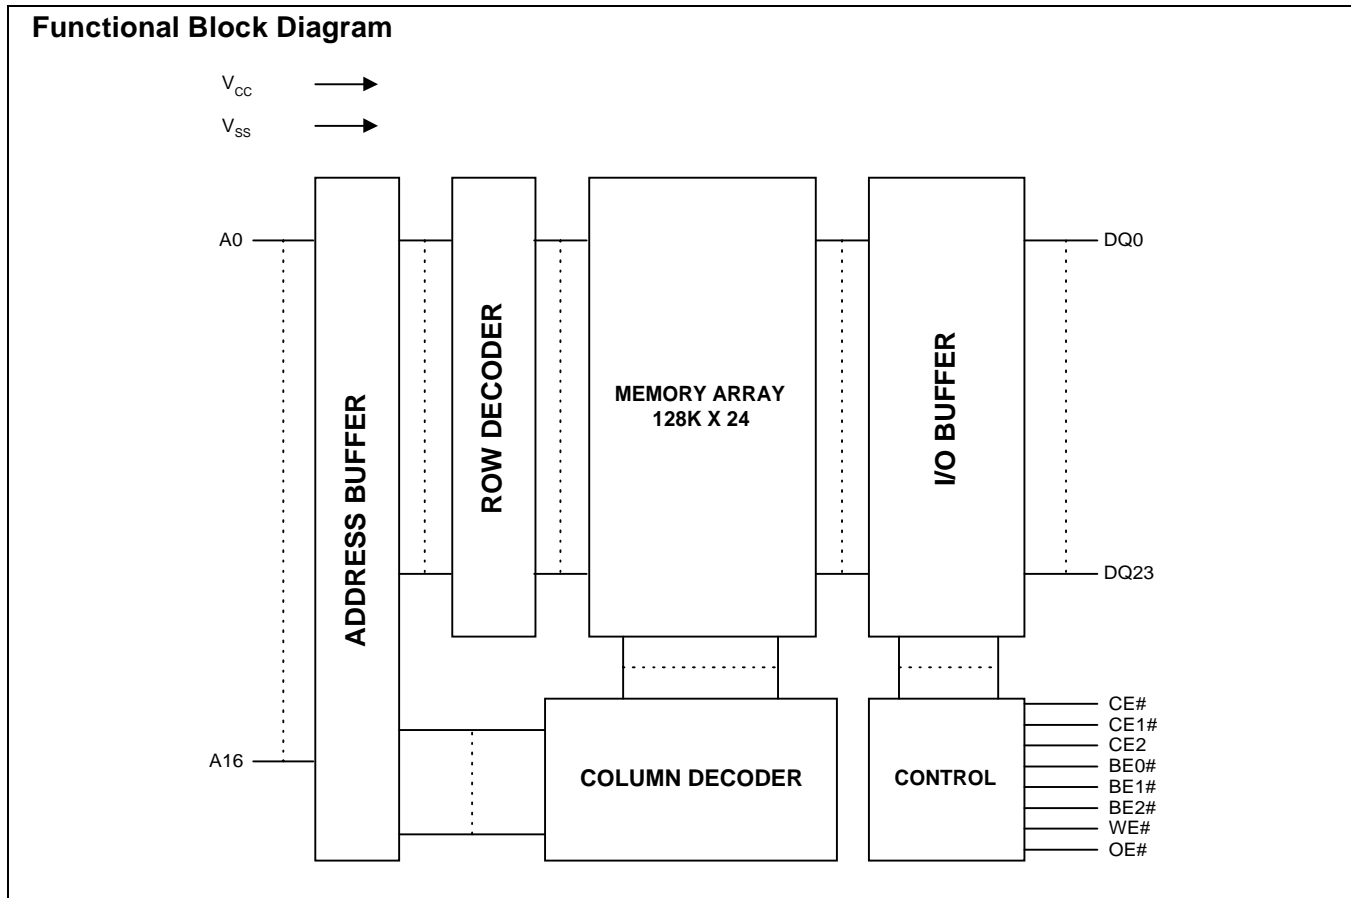 Functional Block Diagram
VCC
VSS
A0
A16
ADDRESS BUFFER
ROW DECODER
MEMORY ARRAY
128K X 24
I/O BUFFER
DQ0
DQ23
COLUMN DECODER
CONTROL
CE#
CE1#
CE2
BE0#
BE1#
BE2#
WE#
OE#